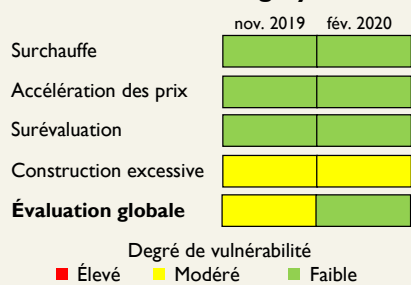 nov. 2019 fév. 2020
Surchauffe
Accélération des prix
Surévaluation
Construction excessive
Évaluation globale
Degré de vulnérabilité
Élevé Modéré Faible